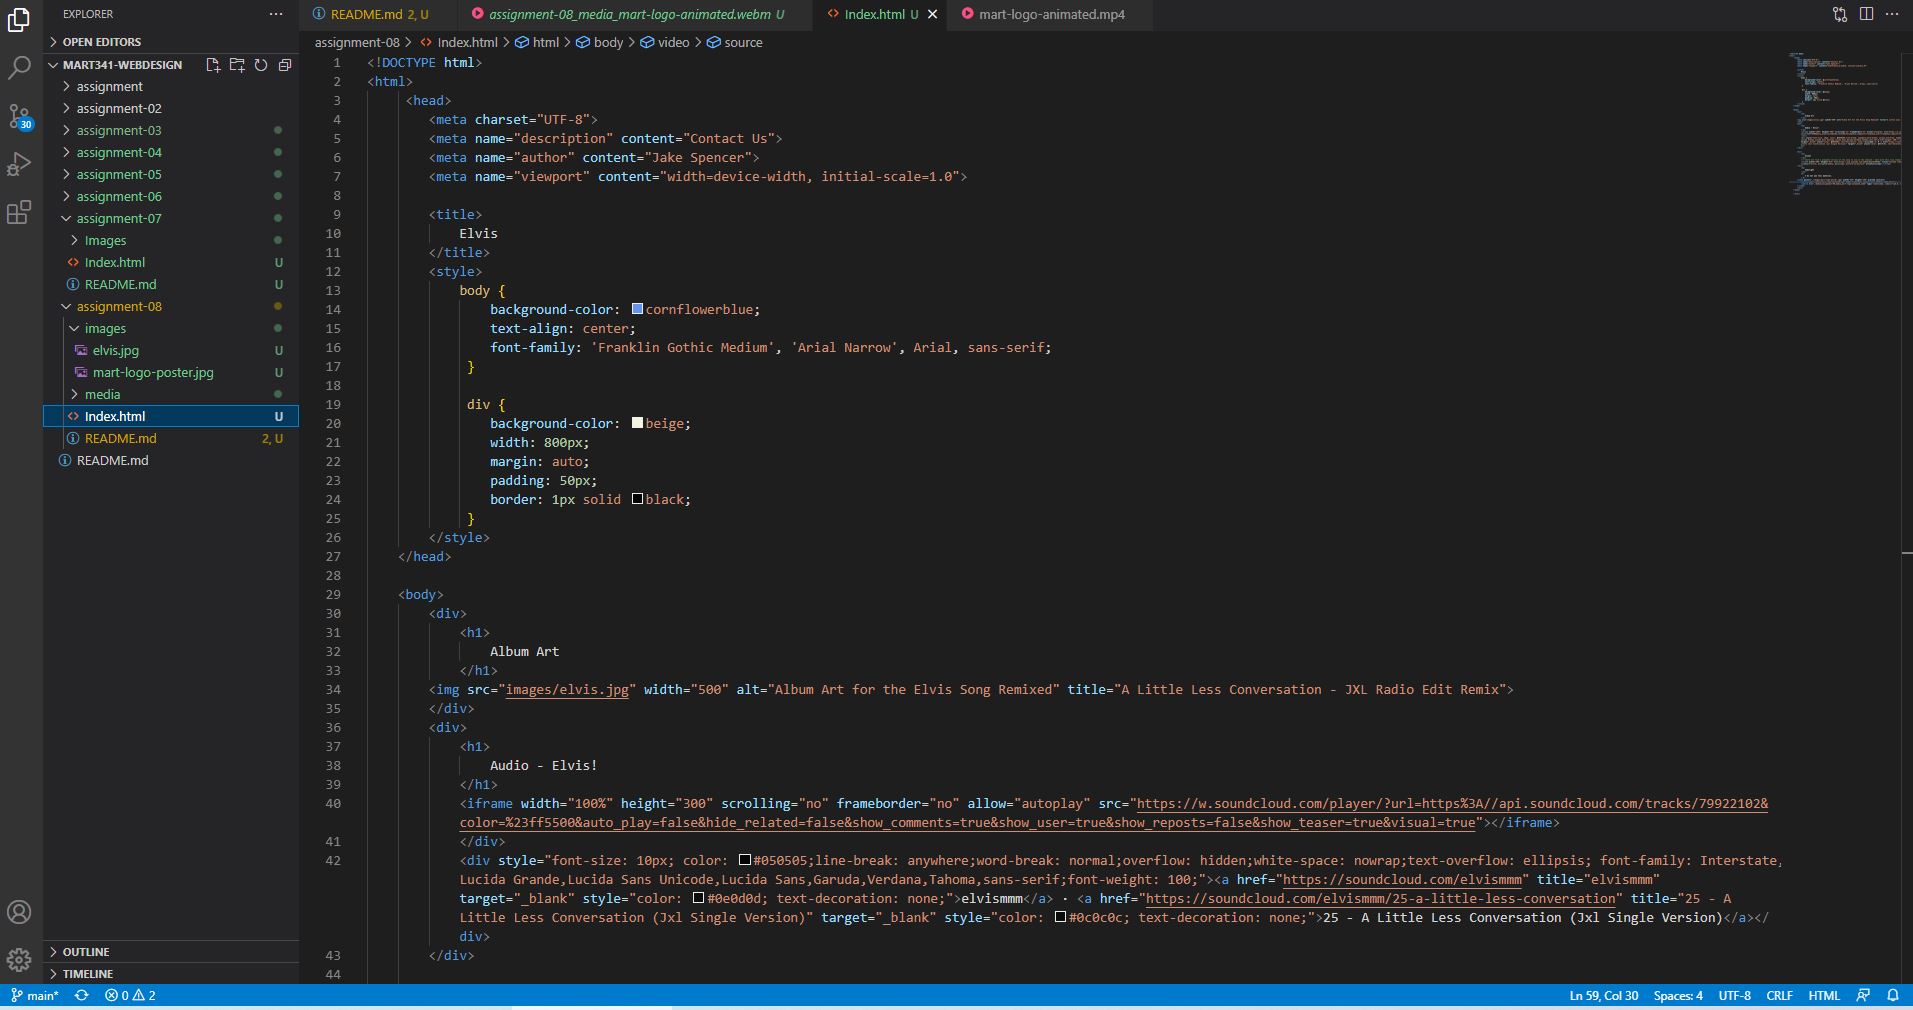 EXPLORER
···
README.md 2, U
assignment-08_media_mart-logo-animated.webm U
Index.html U
mart-logo-animated.mp4
···
OPEN EDITORS
MART341-WEBDESIGN
assignment
assignment-02
assignment-03
assignment-04
assignment-05
assignment-06
assignment-07
Images
Index.html U
README.md U
assignment-08
images
elvis.jpg U
mart-logo-poster.jpg U
media
Index.html U
README.md 2, U
README.md
OUTLINE
TIMELINE
30
assignment-08 > Index.html > html > body > video > source
1 <!DOCTYPE html>
2 <html>
3 <head>
4 <meta charset="UTF-8">
5 <meta name="description" content="Contact Us">
6 <meta name="author" content="Jake Spencer">
7 <meta name="viewport" content="width=device-width, initial-scale=1.0">
8
9 <title>
10 Elvis
11 </title>
12 <style>
13 body {
14 background-color: cornflowerblue;
15 text-align: center;
16 font-family: 'Franklin Gothic Medium', 'Arial Narrow', Arial, sans-serif;
17 }
18
19 div {
20 background-color: beige;
21 width: 800px;
22 margin: auto;
23 padding: 50px;
24 border: 1px solid black;
25 }
26 </style>
27 </head>
28
29 <body>
30 <div>
31 <h1>
32 Album Art
33 </h1>
34 <img src="images/elvis.jpg" width="500" alt="Album Art for the Elvis Song Remixed" title="A Little Less Conversation - JXL Radio Edit Remix">
35 </div>
36 <div>
37 <h1>
38 Audio - Elvis!
39 </h1>
40 <iframe width="100%" height="300" scrolling="no" frameborder="no" allow="autoplay" src="https://w.soundcloud.com/player/?url=https%3A//api.soundcloud.com/tracks/79922102&
color=%23ff5500&auto_play=false&hide_related=false&show_comments=true&show_user=true&show_reposts=false&show_teaser=true&visual=true"></iframe>
41 </div>
42 <div style="font-size: 10px; color: #050505;line-break: anywhere;word-break: normal;overflow: hidden;white-space: nowrap;text-overflow: ellipsis; font-family: Interstate,
Lucida Grande,Lucida Sans Unicode,Lucida Sans,Garuda,Verdana,Tahoma,sans-serif;font-weight: 100;"><a href="https://soundcloud.com/elvismmm" title="elvismmm"
target="_blank" style="color: #0e0d0d; text-decoration: none;">elvismmm</a> · <a href="https://soundcloud.com/elvismmm/25-a-little-less-conversation" title="25 - A
Little Less Conversation (Jxl Single Version)" target="_blank" style="color: #0c0c0c; text-decoration: none;">25 - A Little Less Conversation (Jxl Single Version)</a></
div>
43 </div>
44
main* 0 2
Ln 59, Col 30 Spaces: 4 UTF-8 CRLF HTML